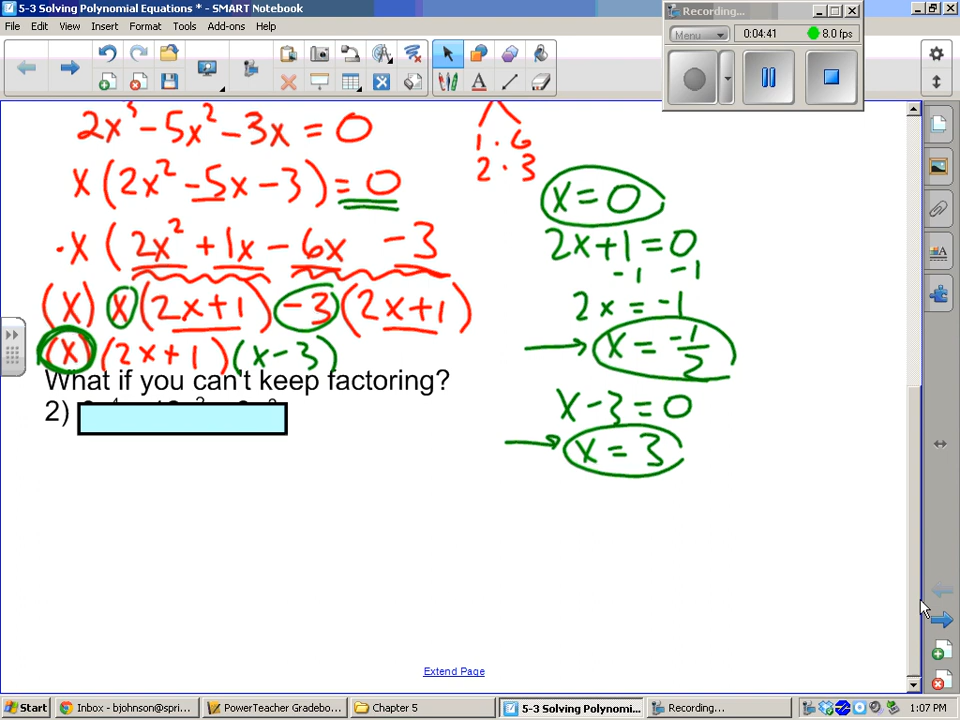 5-3 Solving Polynomial Equations * - SMART Notebook
Recording...
File Edit View Insert Format Tools Add-ons Help
Menu 0:04:41 8.0 fps
2x³ - 5x² - 3x = 0
1 · 6
2 · 3
x(2x² - 5x - 3) = 0
x = 0
· x(2x² + 1x - 6x - 3
2x + 1 = 0
-1 -1
(x) x(2x + 1) - 3(2x + 1)
2x = -1
(x)(2x + 1)(x - 3)
x = -1/2
What if you can't keep factoring?
2)
x - 3 = 0
x = 3
Extend Page
Start Inbox - bjohnson@spri... PowerTeacher Gradebo... Chapter 5 5-3 Solving Polynomi... Recording... 1:07 PM